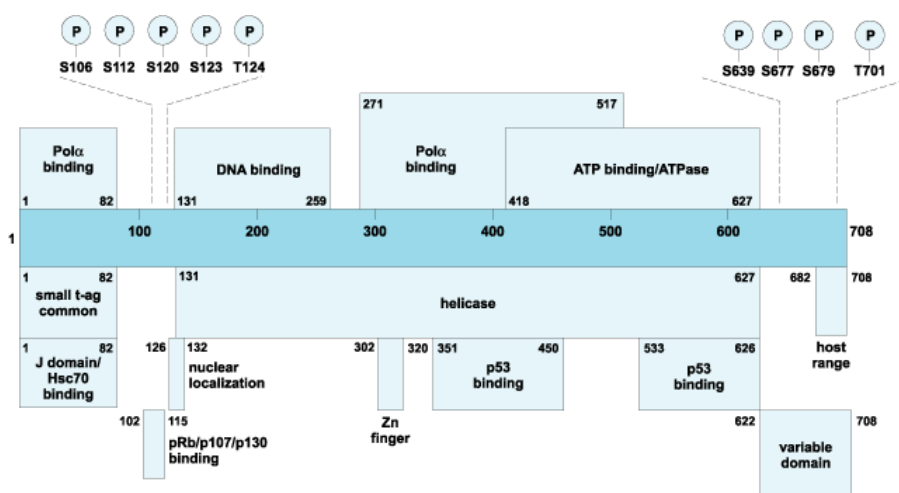 P P P P P P P P P
S106 S112 S120 S123 T124 S639 S677 S679 T701
271 517
Polα
binding
DNA binding
Polα
binding
ATP binding/ATPase
1 82 131 259 418 627
1 100 200 300 400 500 600 708
1 82 131 627 682 708
small t-ag
common
helicase
1 82 126 132 302 320 351 450 533 626
host
range
J domain/
Hsc70
binding
nuclear
localization
p53
binding
p53
binding
102 115
Zn
finger
622 708
pRb/p107/p130
binding
variable
domain